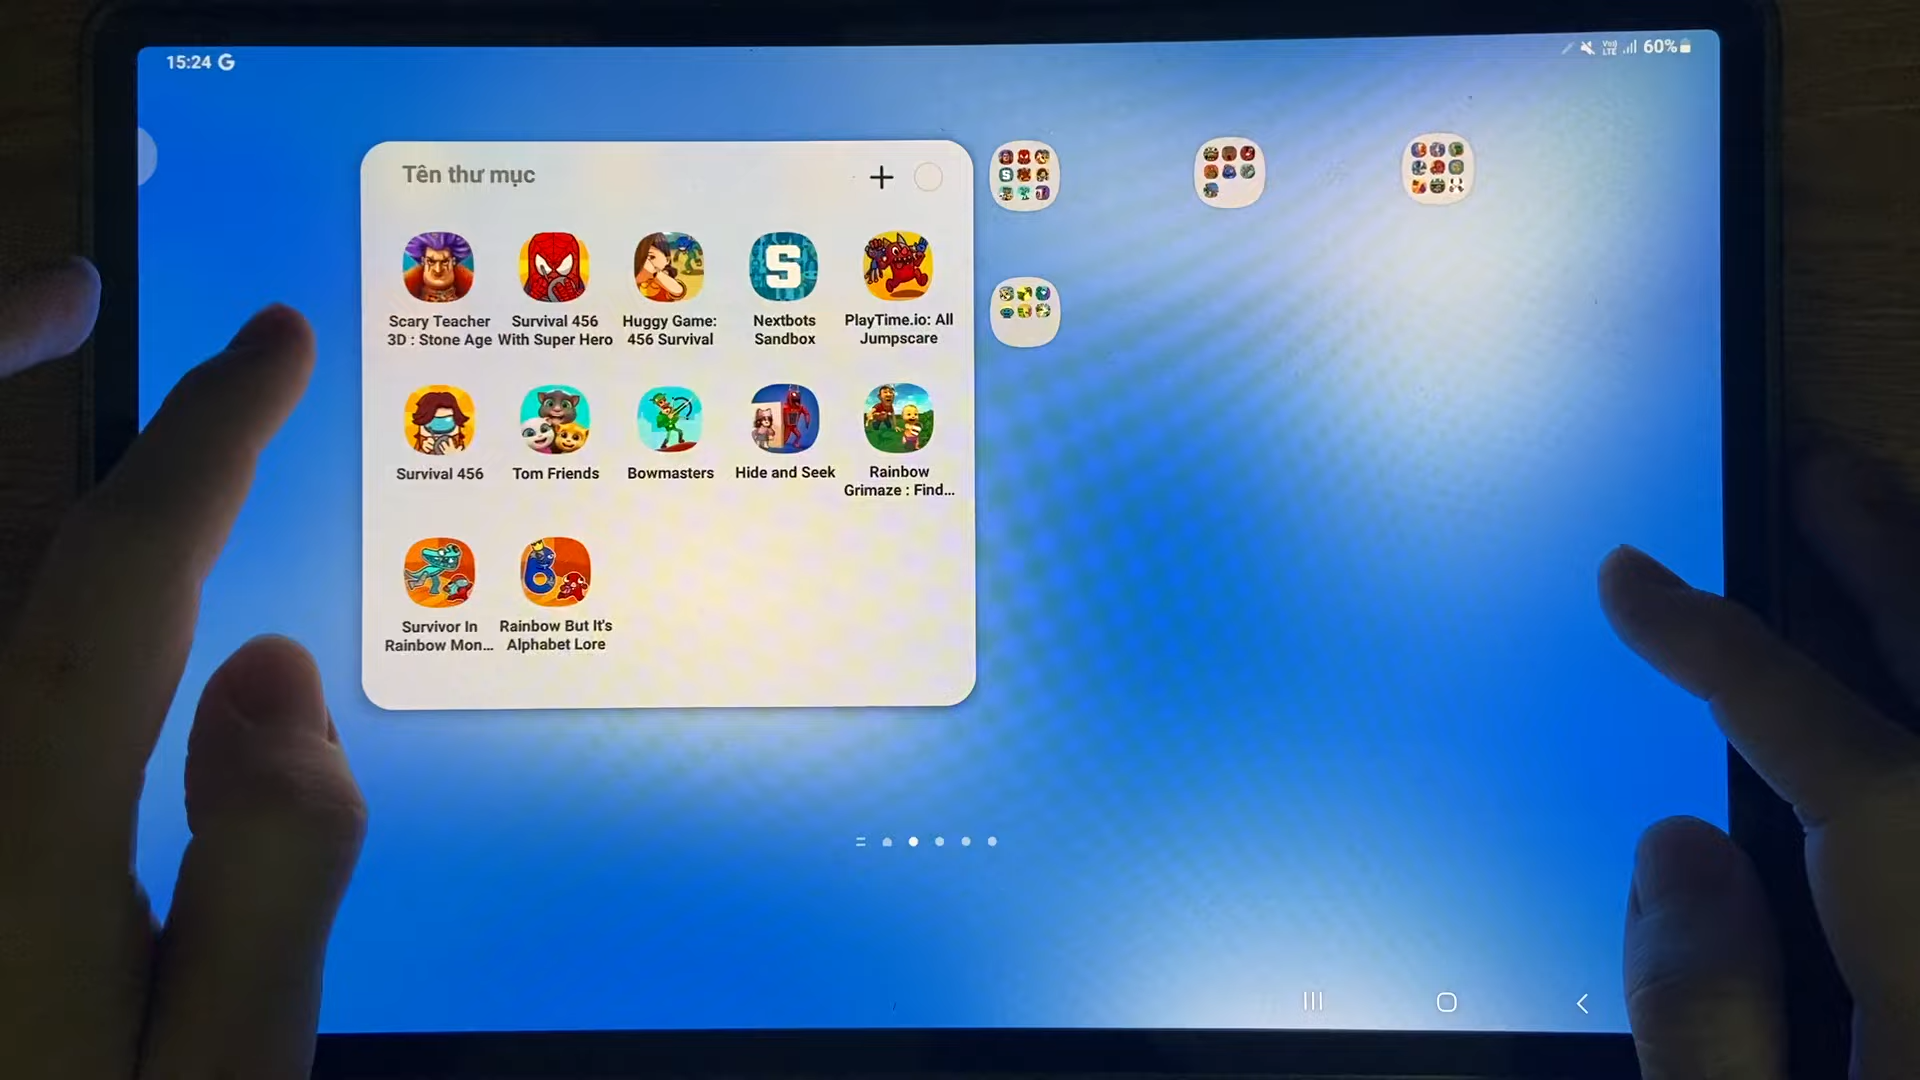 15:24 G
Vo)) LTE 60%
Tên thư mục
Scary Teacher
3D : Stone Age
Survival 456
With Super Hero
Huggy Game:
456 Survival
S
Nextbots
Sandbox
PlayTime.io: All
Jumpscare
Survival 456
Tom Friends
Bowmasters
Hide and Seek
Rainbow
Grimaze : Find...
Survivor In
Rainbow Mon...
Rainbow But It's
Alphabet Lore